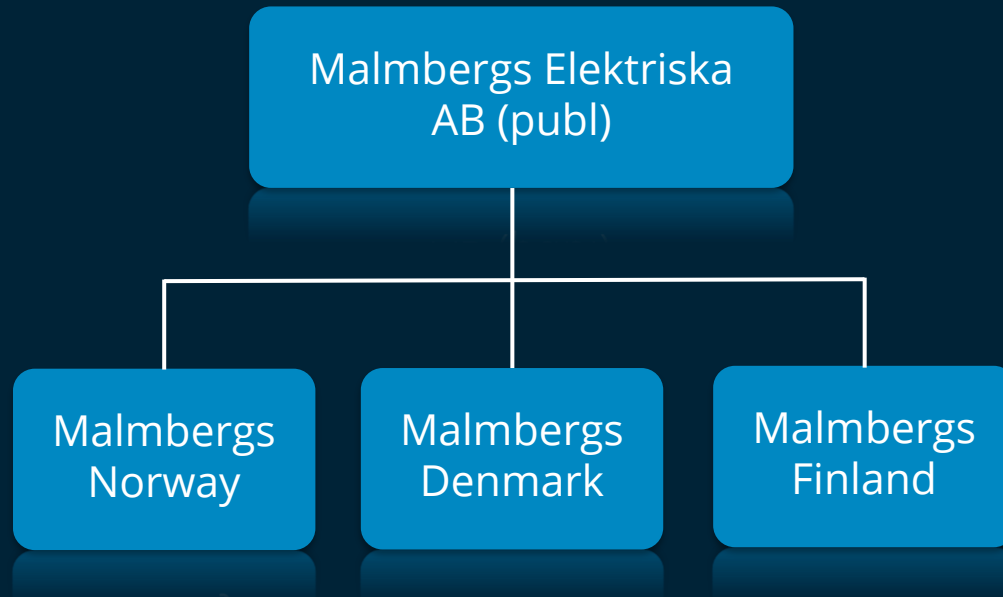 Malmbergs Elektriska
AB (publ)
Malmbergs
Norway
Malmbergs
Denmark
Malmbergs
Finland